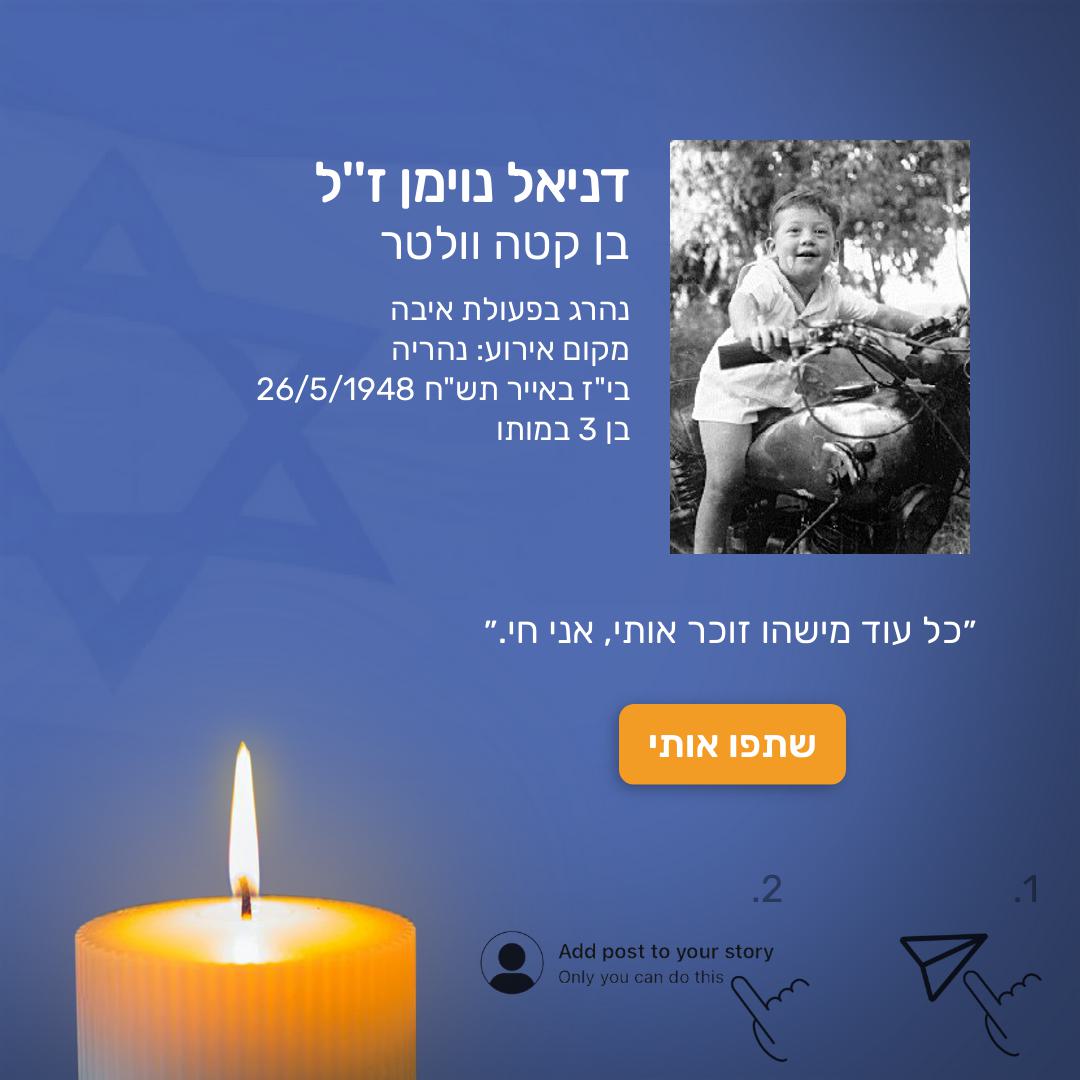 דניאל נוימן ז"ל
בן קטה וולטר
נהרג בפעולת איבה
מקום אירוע: נהריה
בי"ז באייר תש"ח 26/5/1948
בן 3 במותו
״כל עוד מישהו זוכר אותי, אני חי.״
שתפו אותי
1.
2.
Add post to your story
Only you can do this